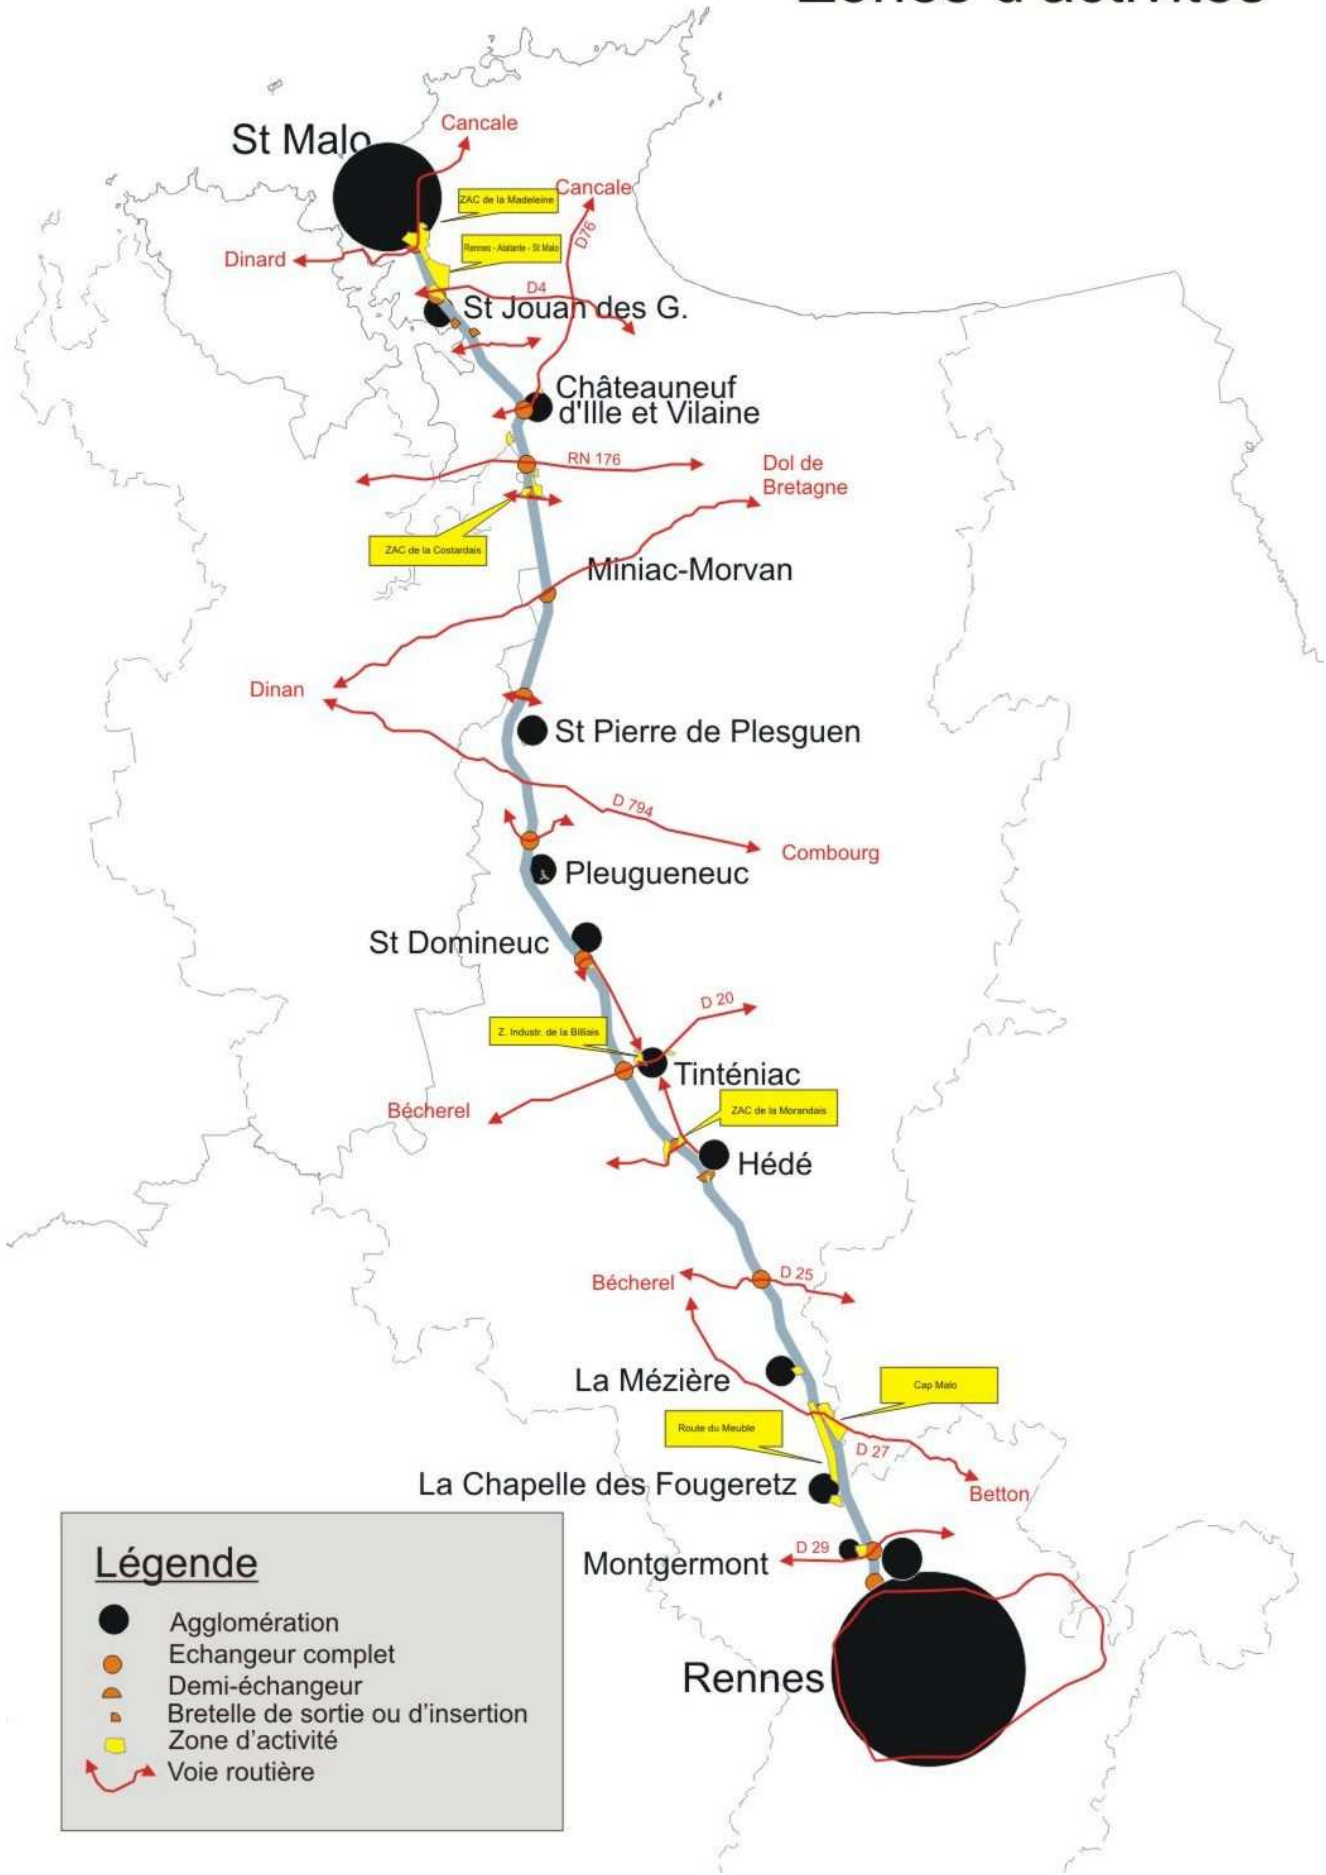 Zones d'activités
St Malo
Cancale
Cancale
ZAC de la Madeleine
D76
Rennes - Atalante - St Malo
Dinard
D4
St Jouan des G.
Châteauneuf
d'Ille et Vilaine
RN 176
Dol de
Bretagne
ZAC de la Costardais
Miniac-Morvan
Dinan
St Pierre de Plesguen
D 794
Combourg
Pleugueneuc
St Domineuc
D 20
Z. Industr. de la Billiais
Tinténiac
Bécherel
ZAC de la Morandais
Hédé
Bécherel
D 25
La Mézière
Cap Malo
Route du Meuble
D 27
La Chapelle des Fougeretz
Betton
D 29
Montgermont
Rennes
Légende
Agglomération
Echangeur complet
Demi-échangeur
Bretelle de sortie ou d'insertion
Zone d'activité
Voie routière